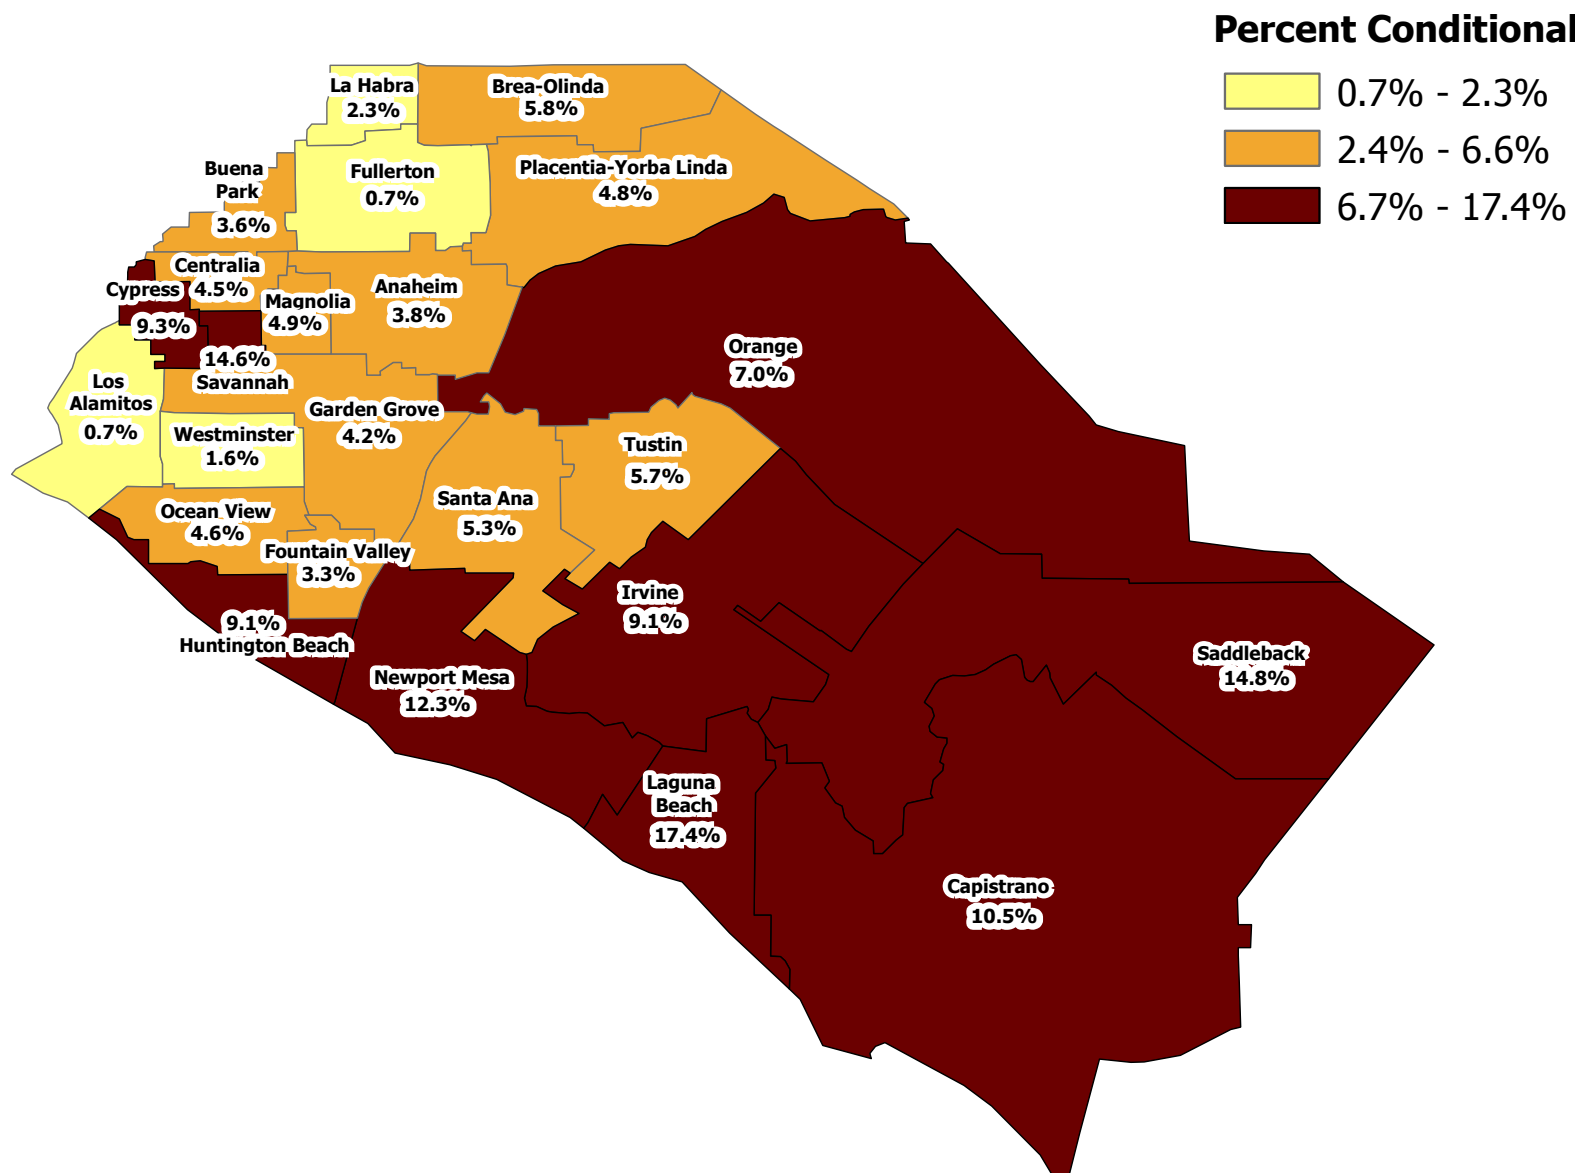 Percent Conditional
0.7% - 2.3%
2.4% - 6.6%
6.7% - 17.4%
La Habra
2.3%
Brea-Olinda
5.8%
Buena
Park
3.6%
Fullerton
0.7%
Placentia-Yorba Linda
4.8%
Centralia
4.5%
Cypress
9.3%
Magnolia
4.9%
Anaheim
3.8%
14.6%
Savannah
Orange
7.0%
Los
Alamitos
0.7%
Garden Grove
4.2%
Westminster
1.6%
Tustin
5.7%
Santa Ana
5.3%
Ocean View
4.6%
Fountain Valley
3.3%
Irvine
9.1%
9.1%
Huntington Beach
Newport Mesa
12.3%
Saddleback
14.8%
Laguna
Beach
17.4%
Capistrano
10.5%